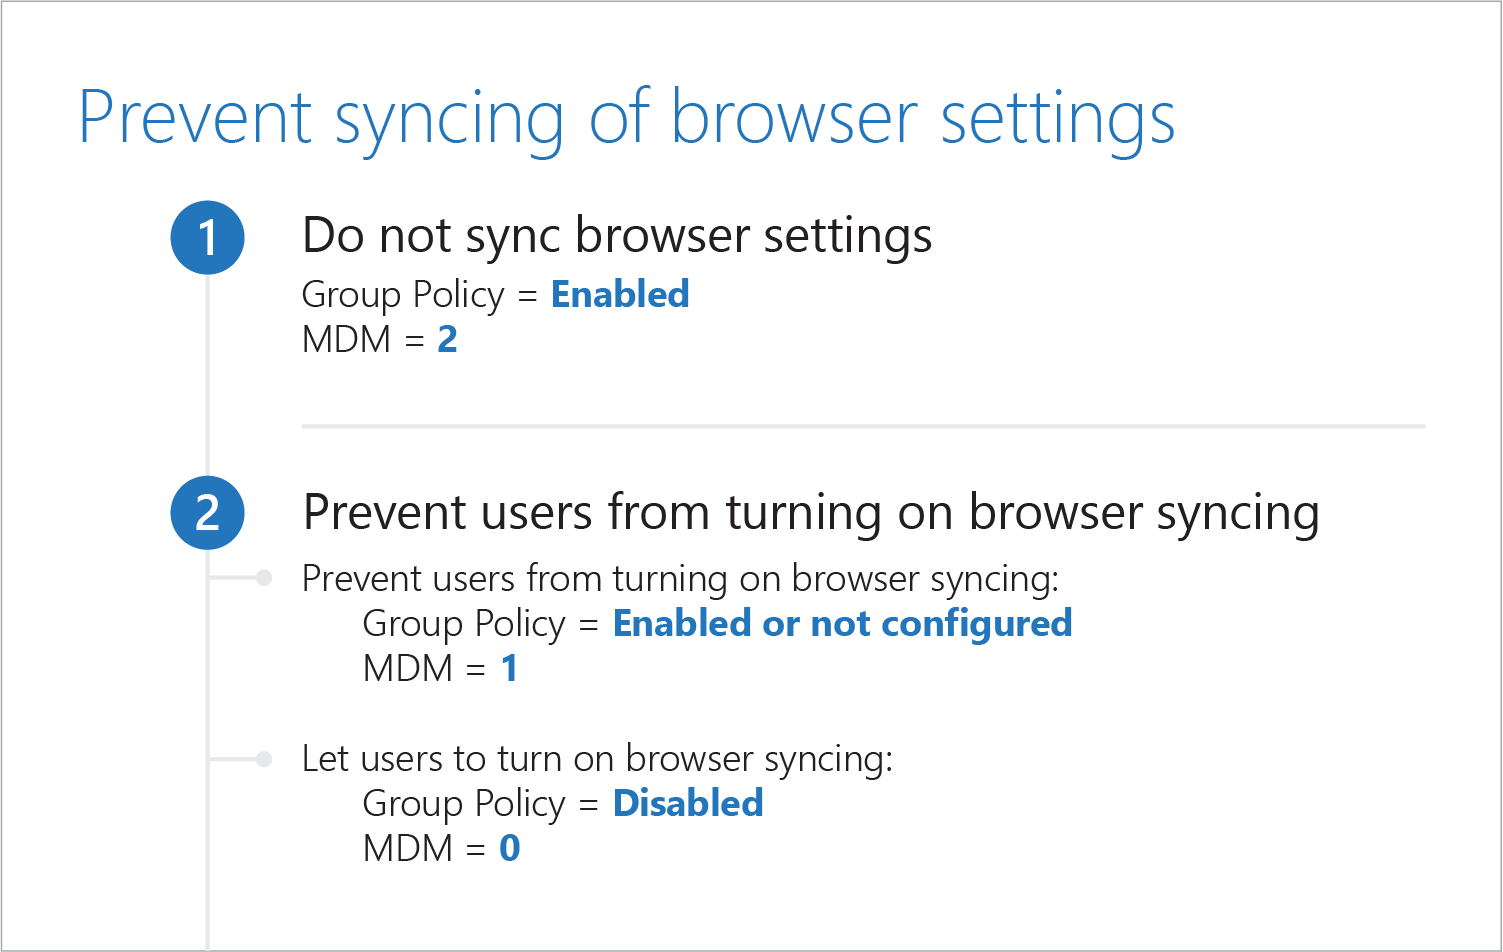 Prevent syncing of browser settings
1 Do not sync browser settings
Group Policy = Enabled
MDM = 2
2 Prevent users from turning on browser syncing
Prevent users from turning on browser syncing:
Group Policy = Enabled or not configured
MDM = 1
Let users to turn on browser syncing:
Group Policy = Disabled
MDM = 0